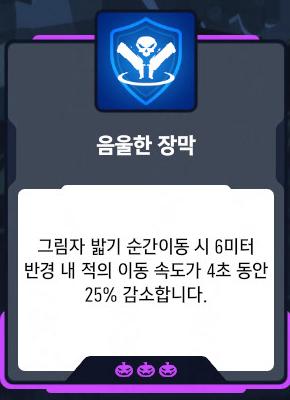 음울한 장막
그림자 밟기 순간이동 시 6미터
반경 내 적의 이동 속도가 4초 동안
25% 감소합니다.